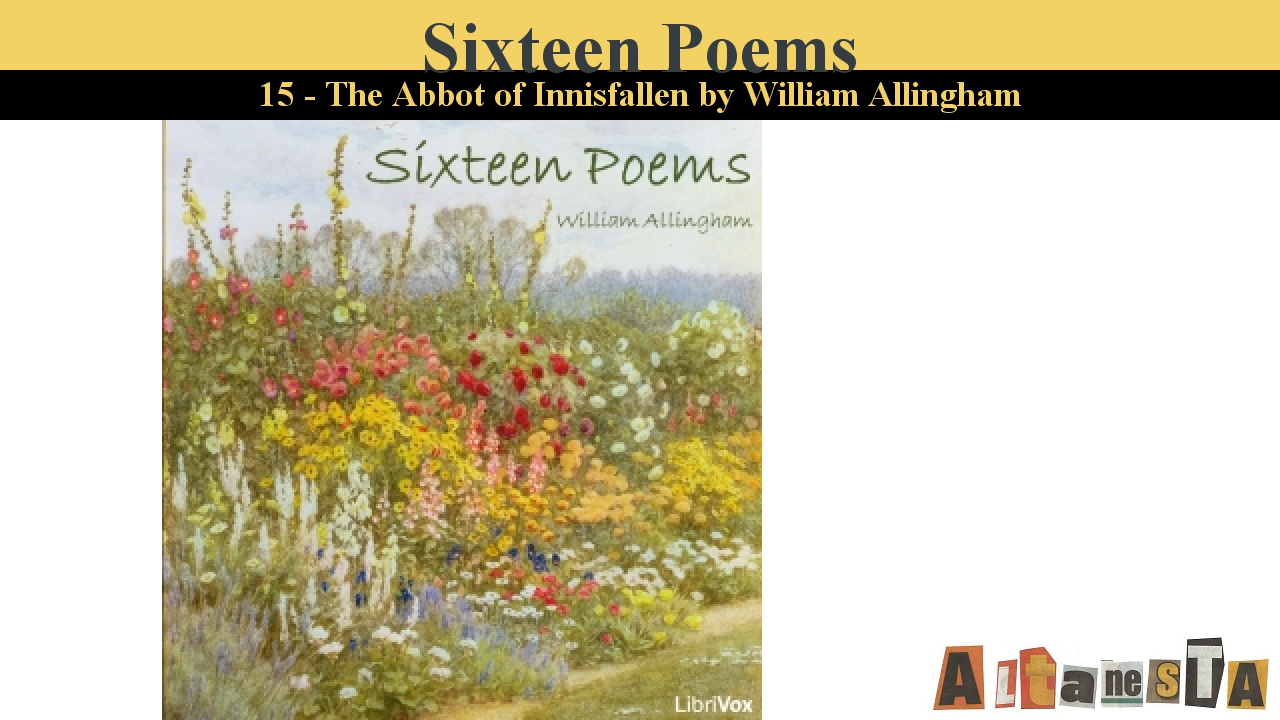 Sixteen Poems
15 - The Abbot of Innisfallen by William Allingham
Sixteen Poems
William Allingham
LibriVox
AltanesTA